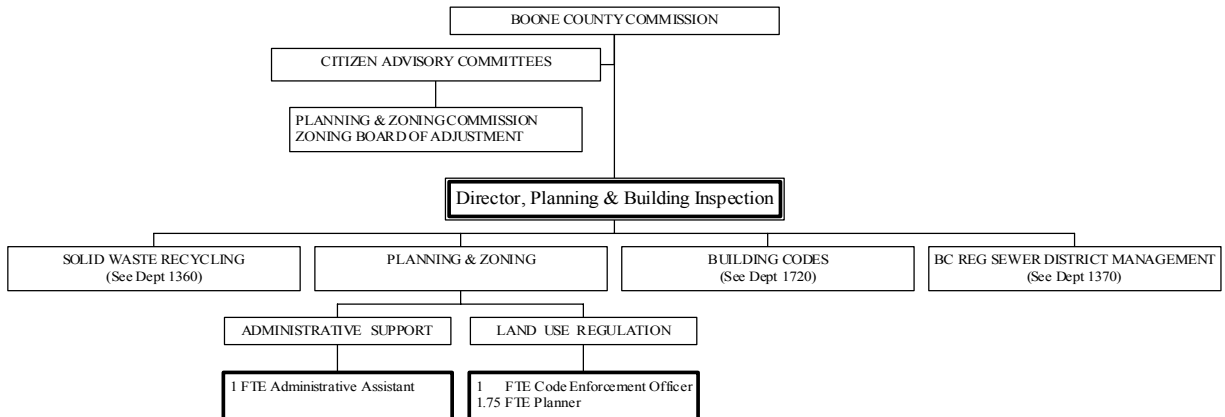 BOONE COUNTY COMMISSION
CITIZEN ADVISORY COMMITTEES
PLANNING & ZONING COMMISSION
ZONING BOARD OF ADJUSTMENT
Director, Planning & Building Inspection
SOLID WASTE RECYCLING
(See Dept 1360)
PLANNING & ZONING
BUILDING CODES
(See Dept 1720)
BC REG SEWER DISTRICT MANAGEMENT
(See Dept 1370)
ADMINISTRATIVE SUPPORT
LAND USE REGULATION
1 FTE Administrative Assistant
1 FTE Code Enforcement Officer
1.75 FTE Planner